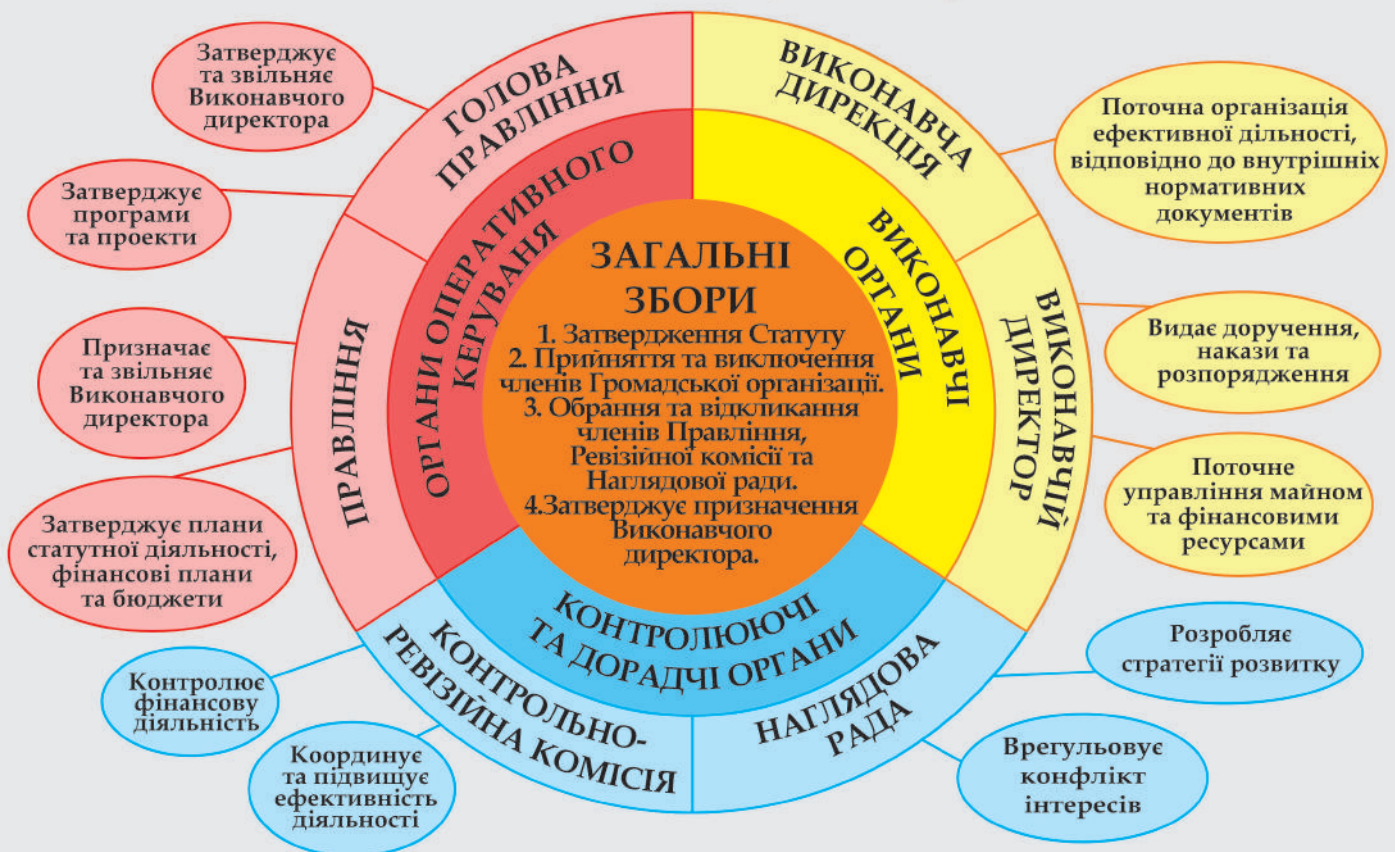 Затверджує
та звільняє
Виконавчого
директора
Затверджує
програми
та проекти
Призначає
та звільняє
Виконавчого
директора
Затверджує плани
статутної діяльності,
фінансові плани
та бюджети
Контролює
фінансову
діяльність
Координує
та підвищує
ефективність
діяльності
ГОЛОВА
ПРАВЛІННЯ
ПРАВЛІННЯ
ОРГАНИ ОПЕРАТИВНОГО
КЕРУВАНЯ
ЗАГАЛЬНІ
ЗБОРИ
1. Затвердження Статуту
2. Прийняття та виключення
членів Громадської організації.
3. Обрання та відкликання
членів Правління,
Ревізійної комісії та
Наглядової ради.
4.Затверджує призначення
Виконавчого
директора.
ВИКОНАВЧІ
ОРГАНИ
ВИКОНАВЧА
ДИРЕКЦІЯ
ВИКОНАВЧІЙ
ДИРЕКТОР
КОНТРОЛЮЮЧІ
ТА ДОРАДЧІ ОРГАНИ
КОНТРОЛЬНО-
РЕВІЗІЙНА КОМІСІЯ
НАГЛЯДОВА
РАДА
Поточна організація
ефективної дільності,
відповідно до внутрішніх
нормативних
документів
Видає доручення,
накази та
розпорядження
Поточне
управління майном
та фінансовими
ресурсами
Розробляє
стратегії розвитку
Врегульовує
конфлікт
інтересів